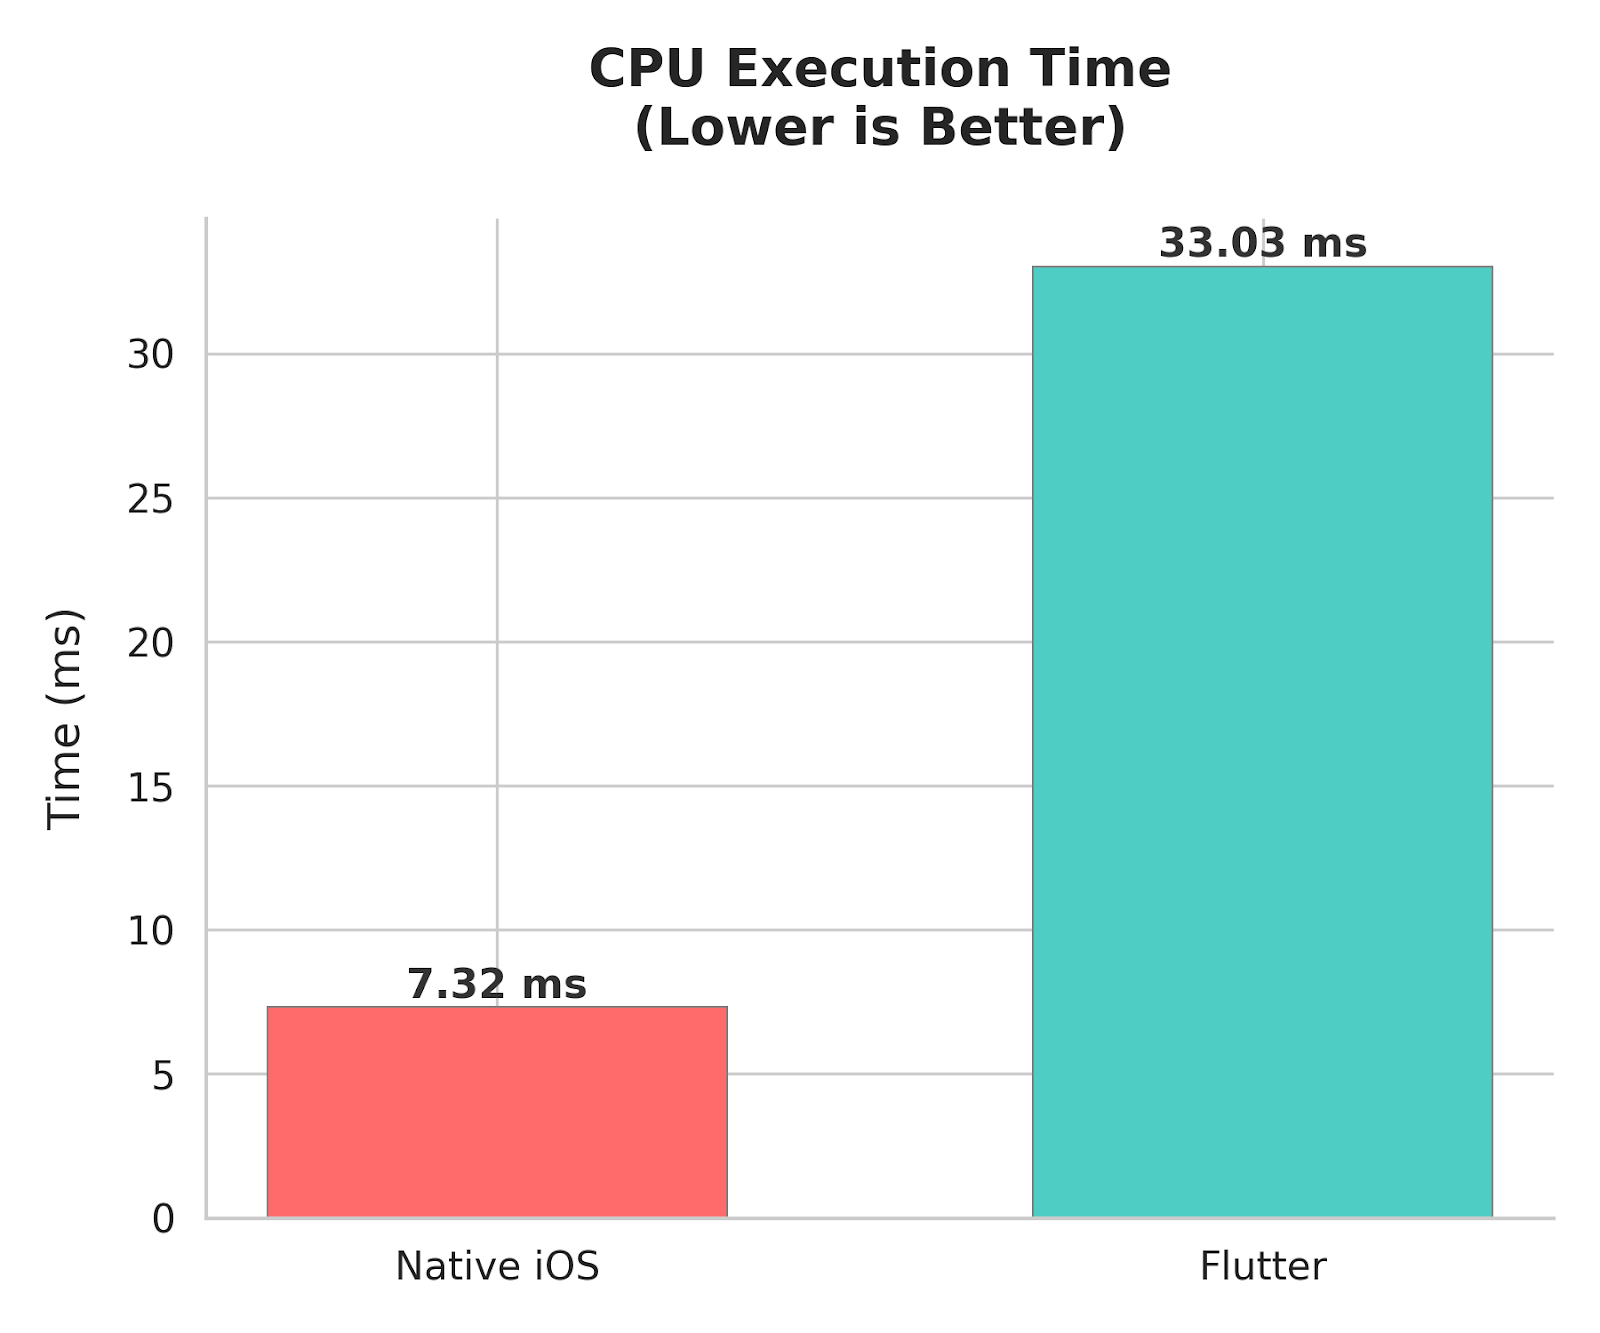 CPU Execution Time
(Lower is Better)
33.03 ms
30
25
20
15
10
7.32 ms
5
0
Time (ms)
Native iOS
Flutter